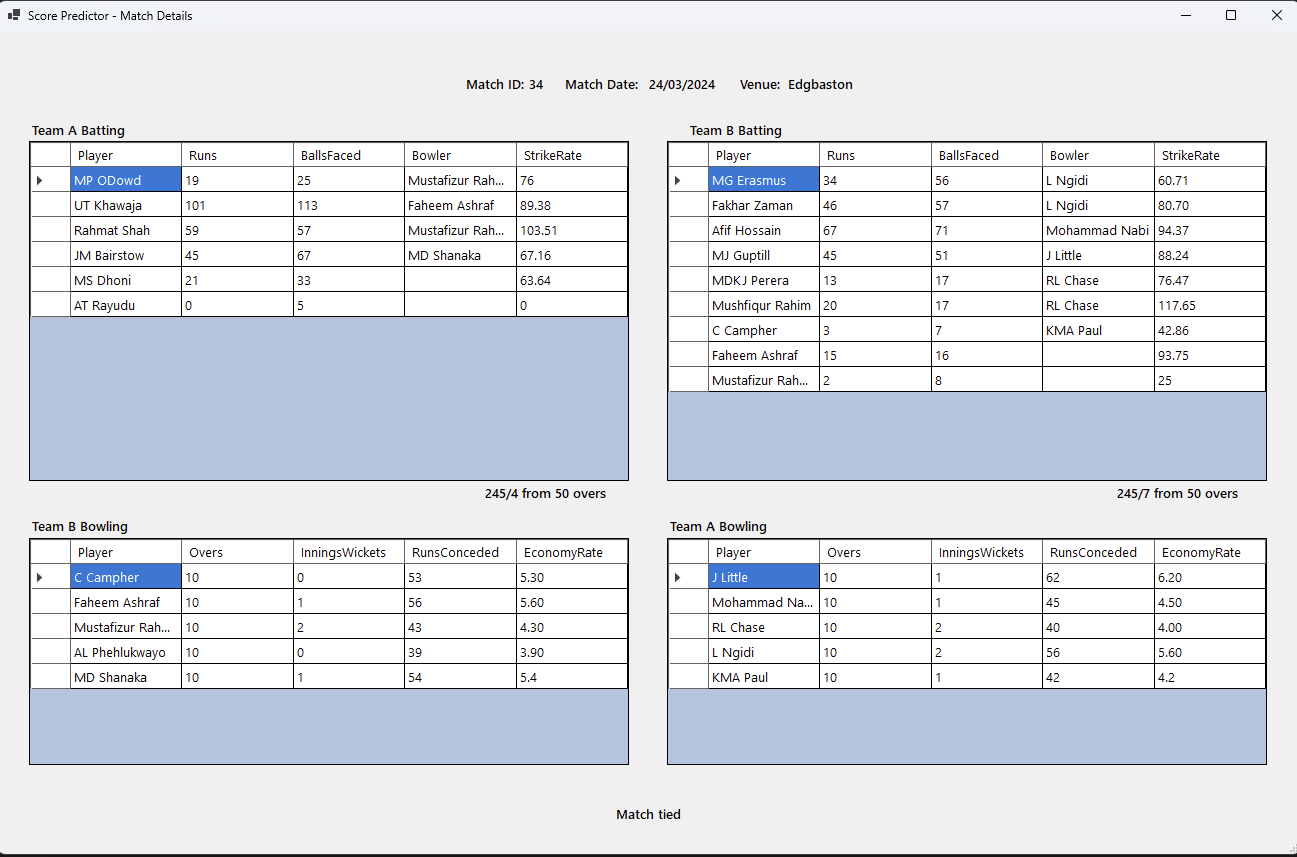 Score Predictor - Match Details
Match ID: 34 Match Date: 24/03/2024 Venue: Edgbaston
Team A Batting
Player Runs BallsFaced Bowler StrikeRate
MP ODowd 19 25 Mustafizur Rah... 76
UT Khawaja 101 113 Faheem Ashraf 89.38
Rahmat Shah 59 57 Mustafizur Rah... 103.51
JM Bairstow 45 67 MD Shanaka 67.16
MS Dhoni 21 33 63.64
AT Rayudu 0 5 0
245/4 from 50 overs
Team B Batting
Player Runs BallsFaced Bowler StrikeRate
MG Erasmus 34 56 L Ngidi 60.71
Fakhar Zaman 46 57 L Ngidi 80.70
Afif Hossain 67 71 Mohammad Nabi 94.37
MJ Guptill 45 51 J Little 88.24
MDKJ Perera 13 17 RL Chase 76.47
Mushfiqur Rahim 20 17 RL Chase 117.65
C Campher 3 7 KMA Paul 42.86
Faheem Ashraf 15 16 93.75
Mustafizur Rah... 2 8 25
245/7 from 50 overs
Team B Bowling
Player Overs InningsWickets RunsConceded EconomyRate
C Campher 10 0 53 5.30
Faheem Ashraf 10 1 56 5.60
Mustafizur Rah... 10 2 43 4.30
AL Phehlukwayo 10 0 39 3.90
MD Shanaka 10 1 54 5.4
Team A Bowling
Player Overs InningsWickets RunsConceded EconomyRate
J Little 10 1 62 6.20
Mohammad Na... 10 1 45 4.50
RL Chase 10 2 40 4.00
L Ngidi 10 2 56 5.60
KMA Paul 10 1 42 4.2
Match tied